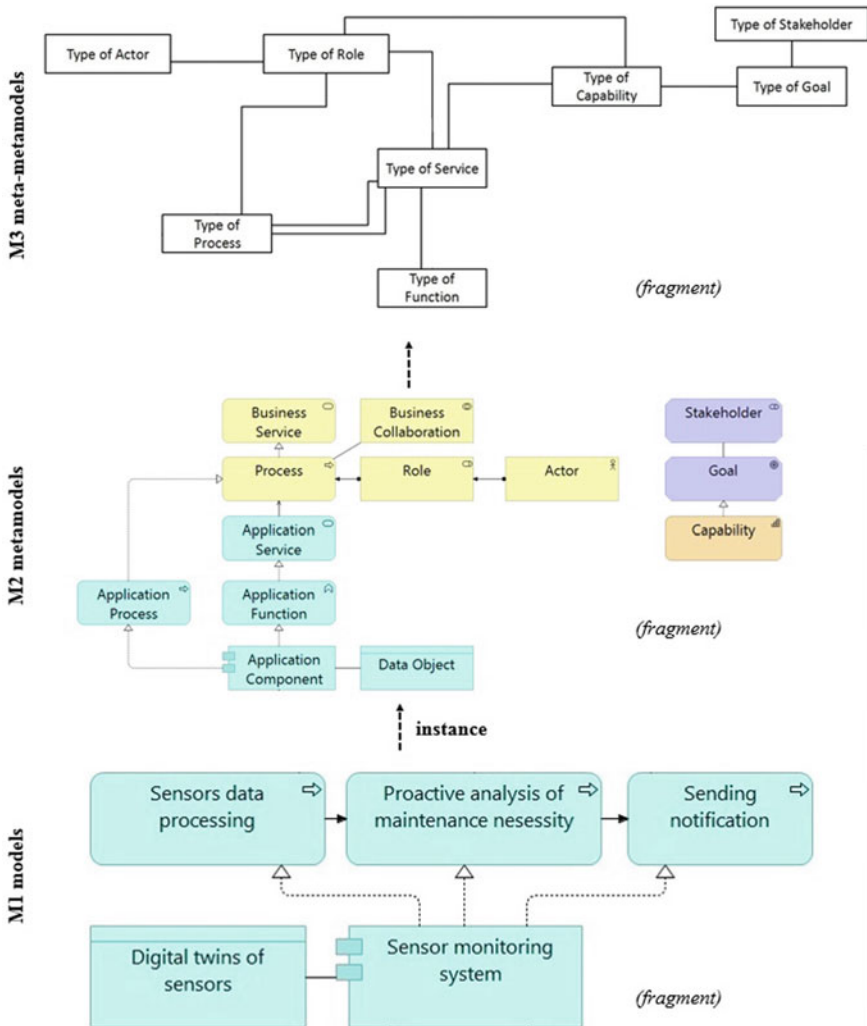 M3 meta-metamodels
Type of Stakeholder
Type of Actor
Type of Role
Type of
Capability
Type of Goal
Type of Service
Type of
Process
Type of
Function
(fragment)
M2 metamodels
Business
Service
Business
Collaboration
Stakeholder
Process
Role
Actor
Goal
Application
Service
Capability
Application
Process
Application
Function
(fragment)
Application
Component
Data Object
instance
M1 models
Sensors data
processing
Proactive analysis of
maintenance nesessity
Sending
notification
Digital twins of
sensors
Sensor monitoring
system
(fragment)